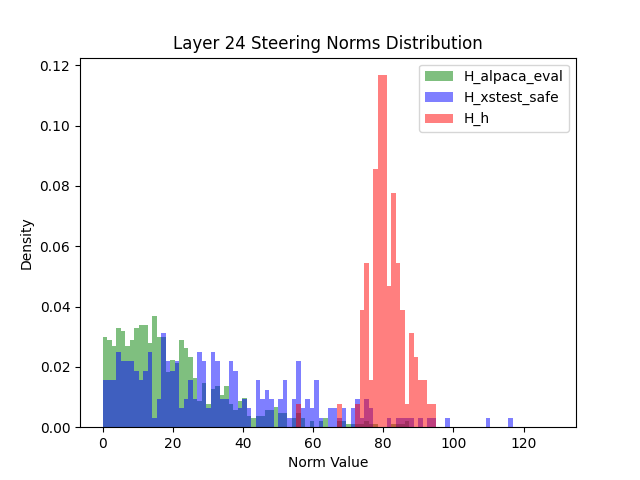 Layer 24 Steering Norms Distribution
H_alpaca_eval
H_xstest_safe
H_h
0.12
0.10
0.08
0.06
0.04
0.02
0.00
Density
0
20
40
60
80
100
120
Norm Value